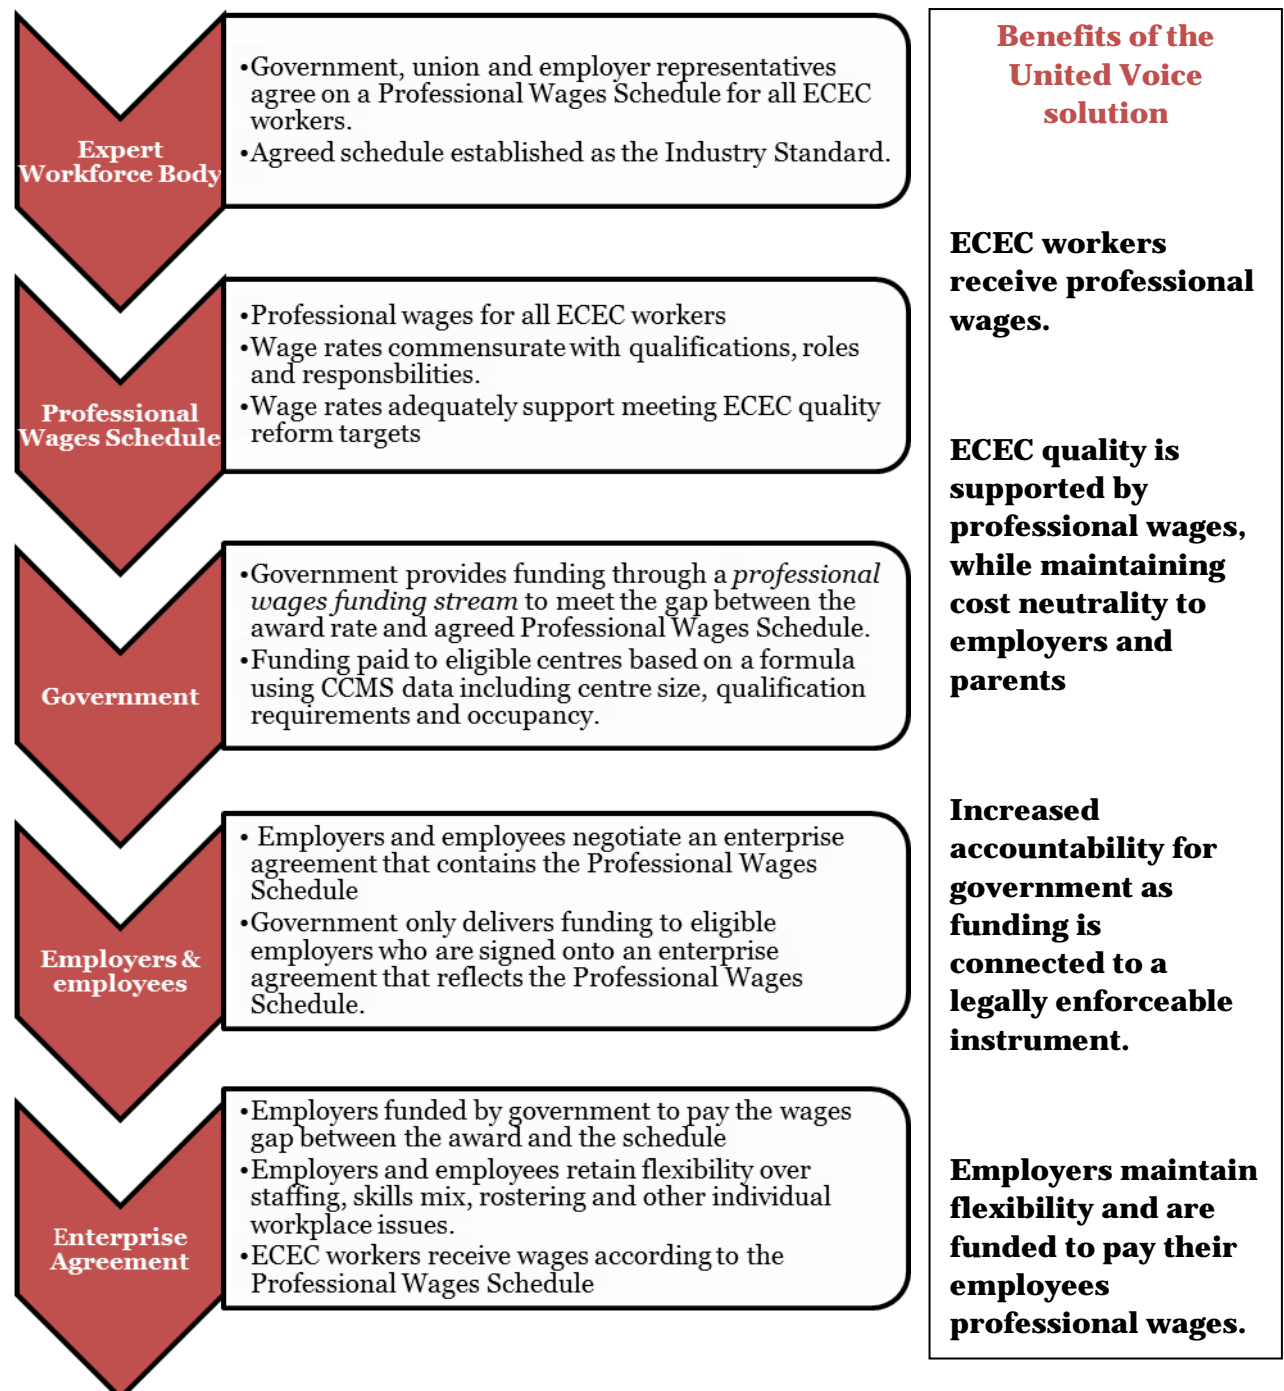 Expert
Workforce Body
•Government, union and employer representatives
agree on a Professional Wages Schedule for all ECEC
workers.
•Agreed schedule established as the Industry Standard.
Professional
Wages Schedule
•Professional wages for all ECEC workers
•Wage rates commensurate with qualifications, roles
and responsbilities.
•Wage rates adequately support meeting ECEC quality
reform targets
Government
•Government provides funding through a professional
wages funding stream to meet the gap between the
award rate and agreed Professional Wages Schedule.
•Funding paid to eligible centres based on a formula
using CCMS data including centre size, qualification
requirements and occupancy.
Employers &
employees
• Employers and employees negotiate an enterprise
agreement that contains the Professional Wages
Schedule
•Government only delivers funding to eligible
employers who are signed onto an enterprise
agreement that reflects the Professional Wages
Schedule.
Enterprise
Agreement
•Employers funded by government to pay the wages
gap between the award and the schedule
•Employers and employees retain flexibility over
staffing, skills mix, rostering and other individual
workplace issues.
•ECEC workers receive wages according to the
Professional Wages Schedule
Benefits of the
United Voice
solution
ECEC workers
receive professional
wages.
ECEC quality is
supported by
professional wages,
while maintaining
cost neutrality to
employers and
parents
Increased
accountability for
government as
funding is
connected to a
legally enforceable
instrument.
Employers maintain
flexibility and are
funded to pay their
employees
professional wages.